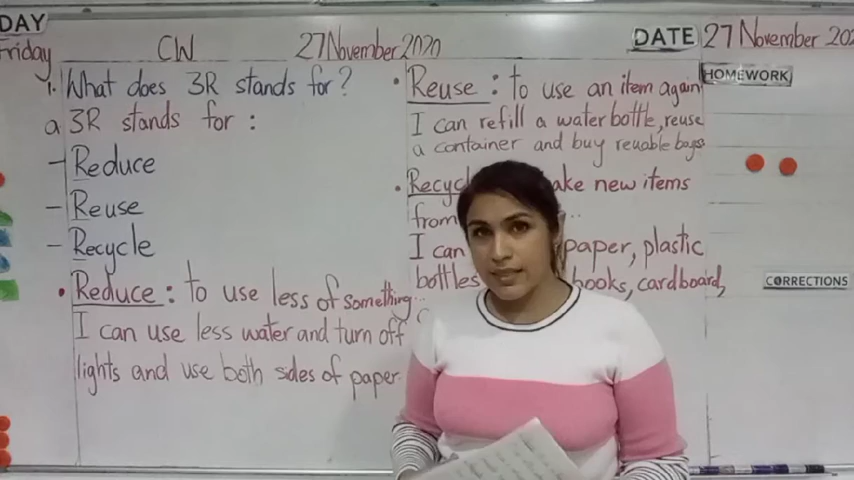 DAY
Friday
CW
27 November 2020
DATE
27 November 202
HOMEWORK
1. What does 3R stands for?
a 3R stands for :
- Reduce
- Reuse
- Recycle
• Reduce : to use less of something...
I can use less water and turn off
lights and use both sides of paper.
• Reuse : to use an item again
I can refill a water bottle, reuse
a container and buy reuable bags
• Recyc ake new items
from ..
I can paper, plastic
bottles books, cardboard,
CORRECTIONS